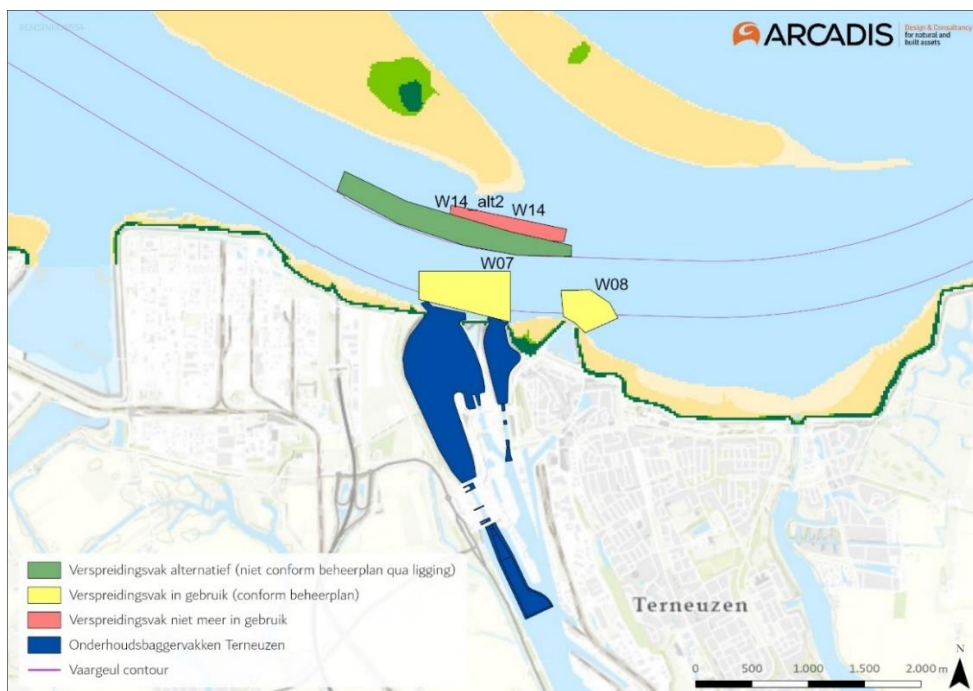 ARCADIS
Design & Consultancy
for natural and
built assets
W14_alt2
W14
W07
W08
Terneuzen
Verspreidingsvak alternatief (niet conform beheerplan qua ligging)
Verspreidingsvak in gebruik (conform beheerplan)
Verspreidingsvak niet meer in gebruik
Onderhoudsbaggervakken Terneuzen
Vaargeul contour
0 500 1.000 1.500 2.000 m
N